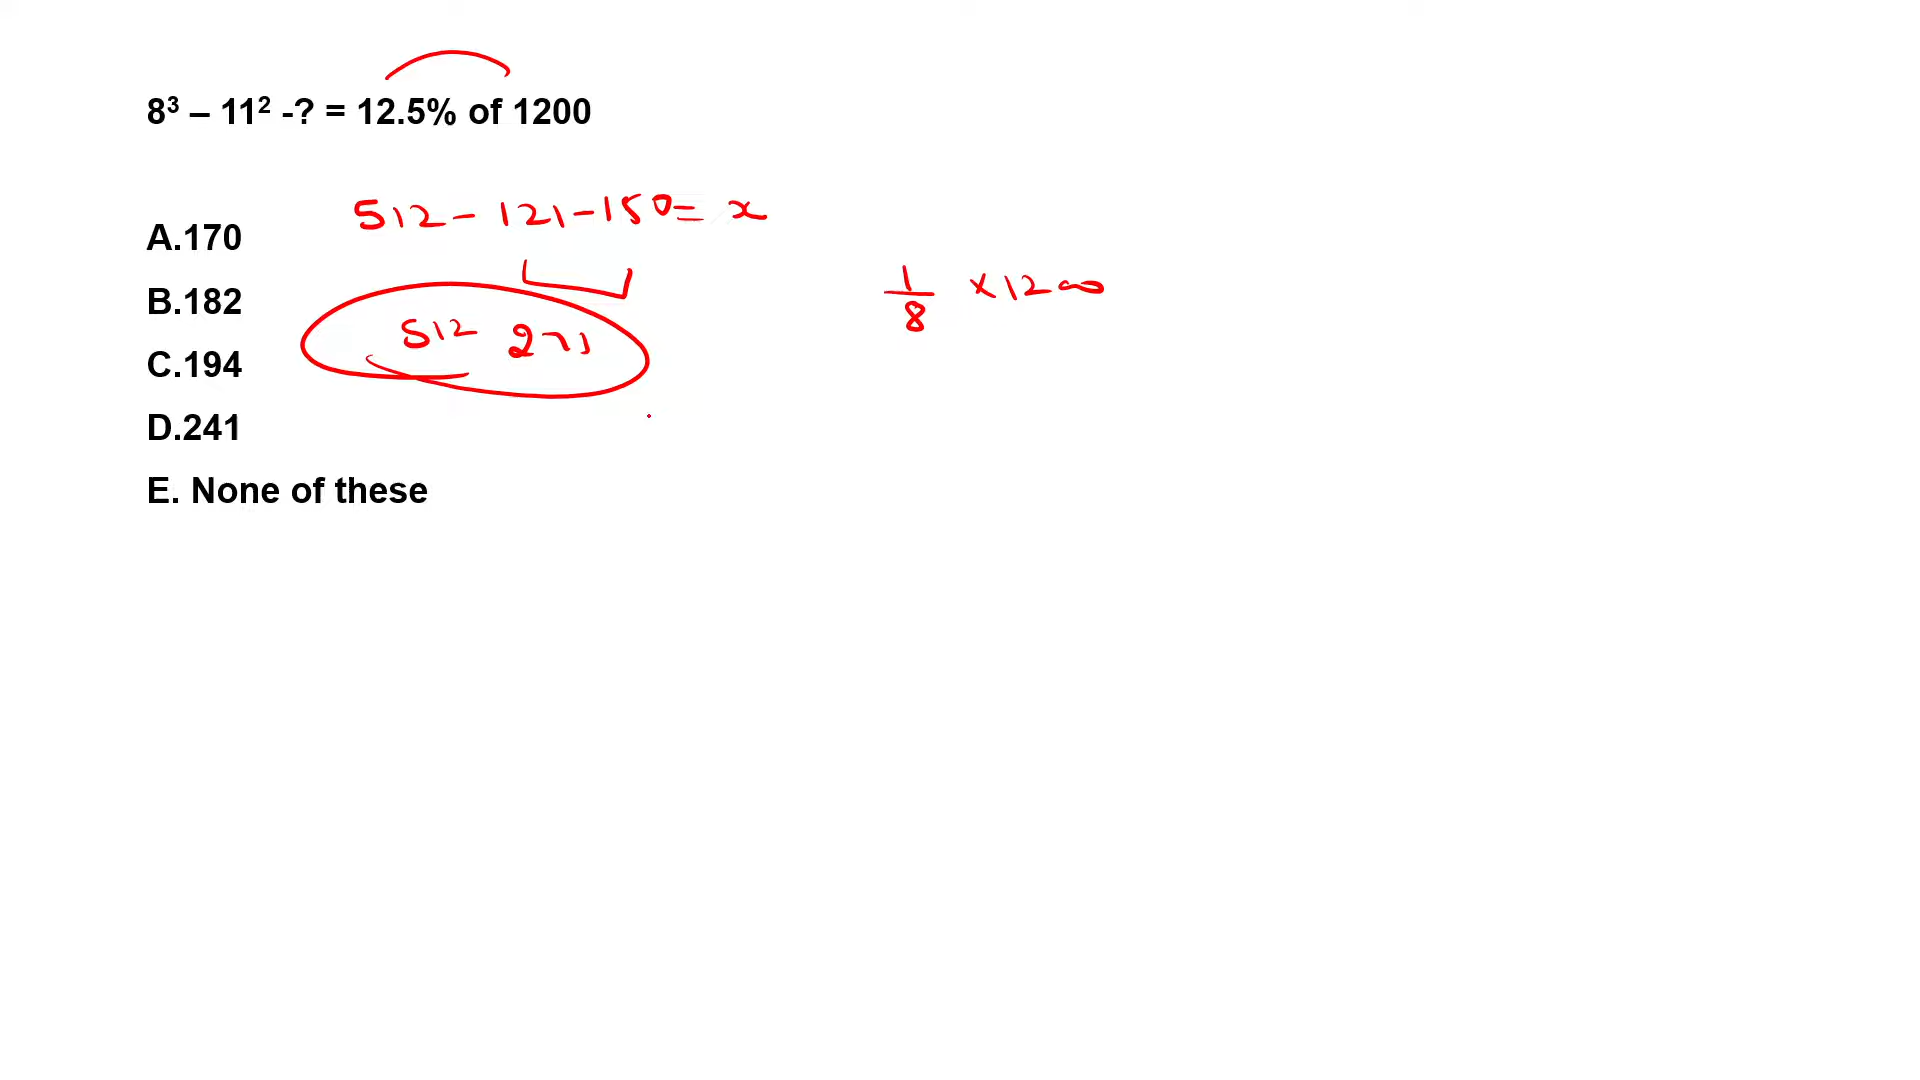 8³ – 11² -? = 12.5% of 1200
512 - 121 - 150 = x
A.170
1/8 × 1200
B.182
512 271
C.194
D.241
E. None of these